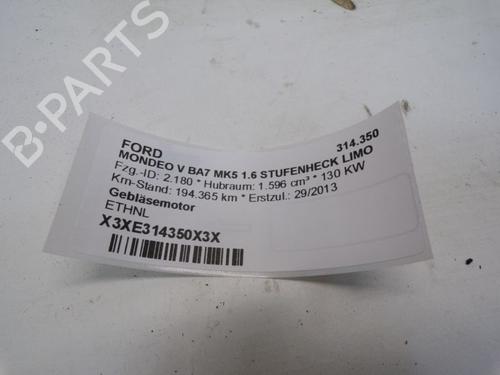 B-PARTS
FORD 314.350
MONDEO V BA7 MK5 1.6 STUFENHECK LIMO
Fzg.-ID: 2.180 * Hubraum: 1.596 cm³ * 130 KW
Km-Stand: 194.365 km * Erstzul.: 29/2013
Gebläsemotor
ETHNL
X3XE314350X3X